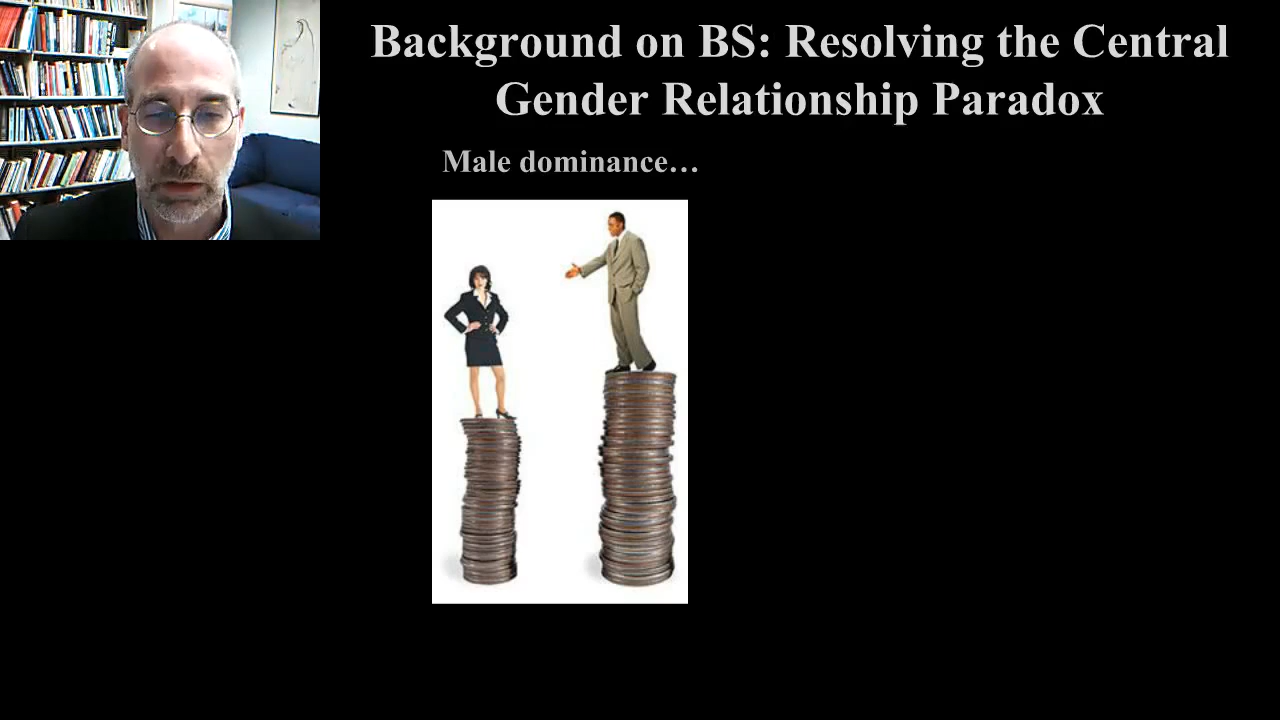 Background on BS: Resolving the Central
Gender Relationship Paradox
Male dominance…